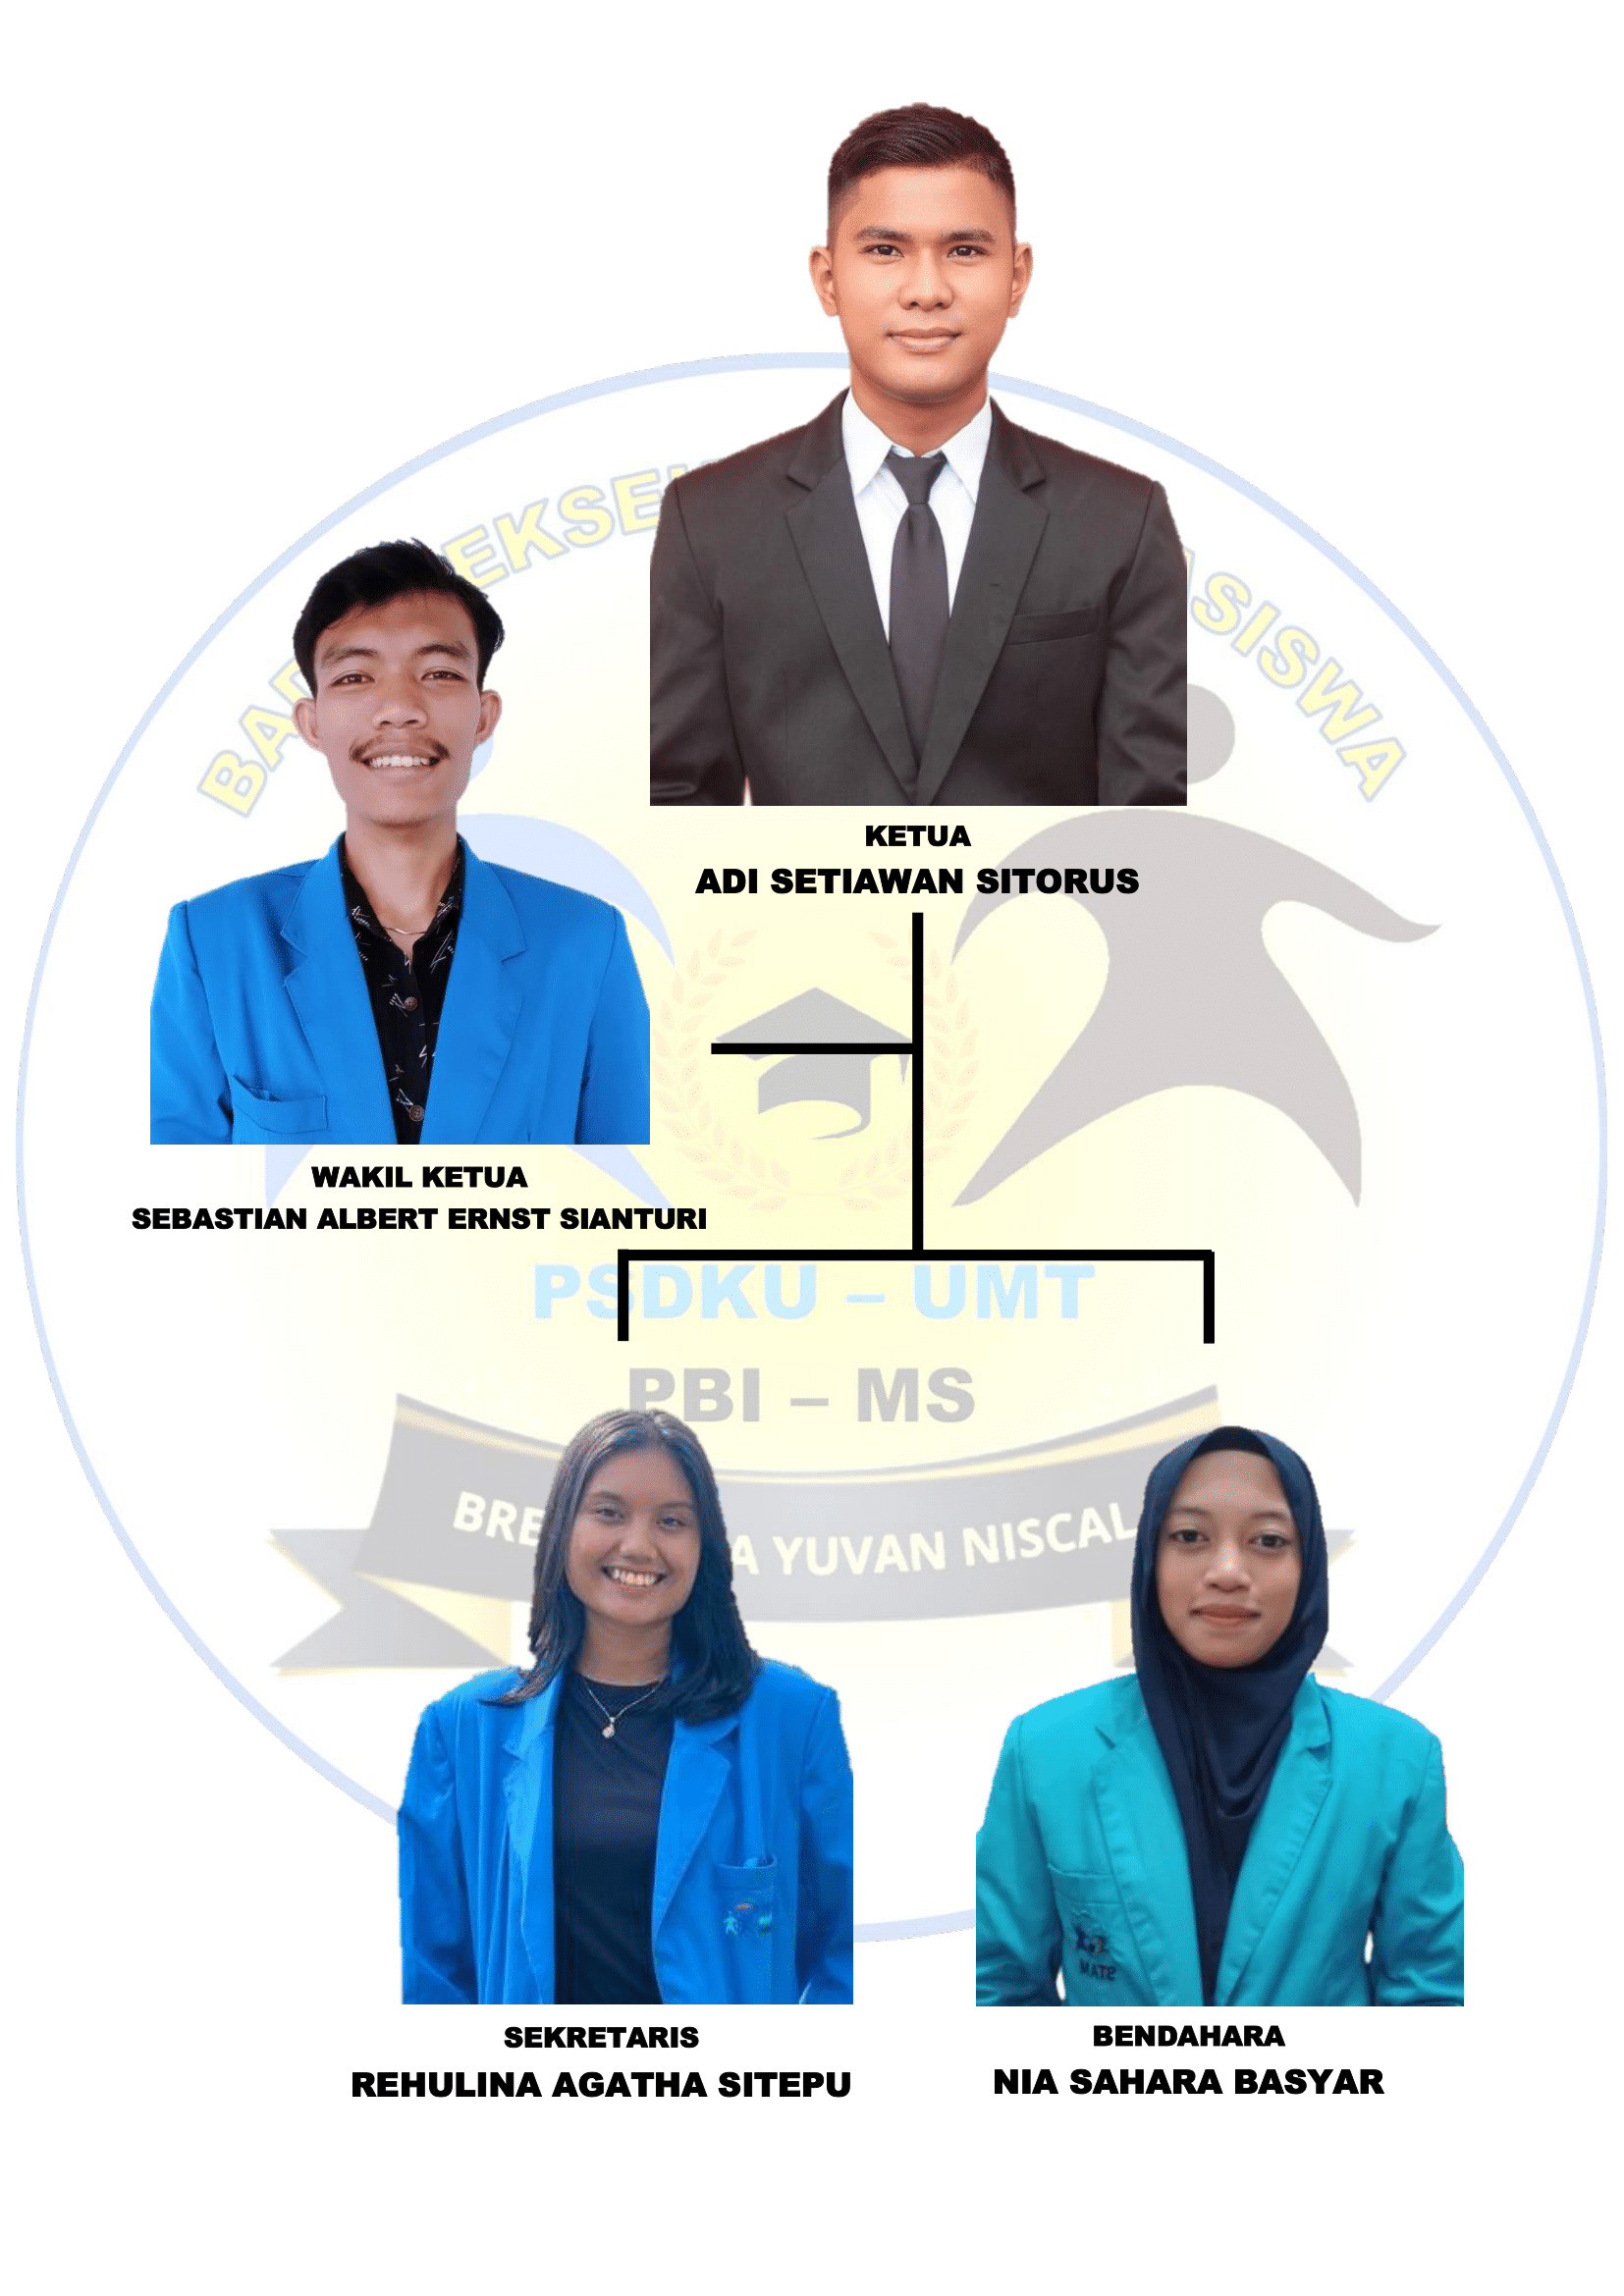 KETUA
ADI SETIAWAN SITORUS
WAKIL KETUA
SEBASTIAN ALBERT ERNST SIANTURI
PSDKU – UMT
PBI – MS
YUVAN
SEKRETARIS
REHULINA AGATHA SITEPU
BENDAHARA
NIA SAHARA BASYAR